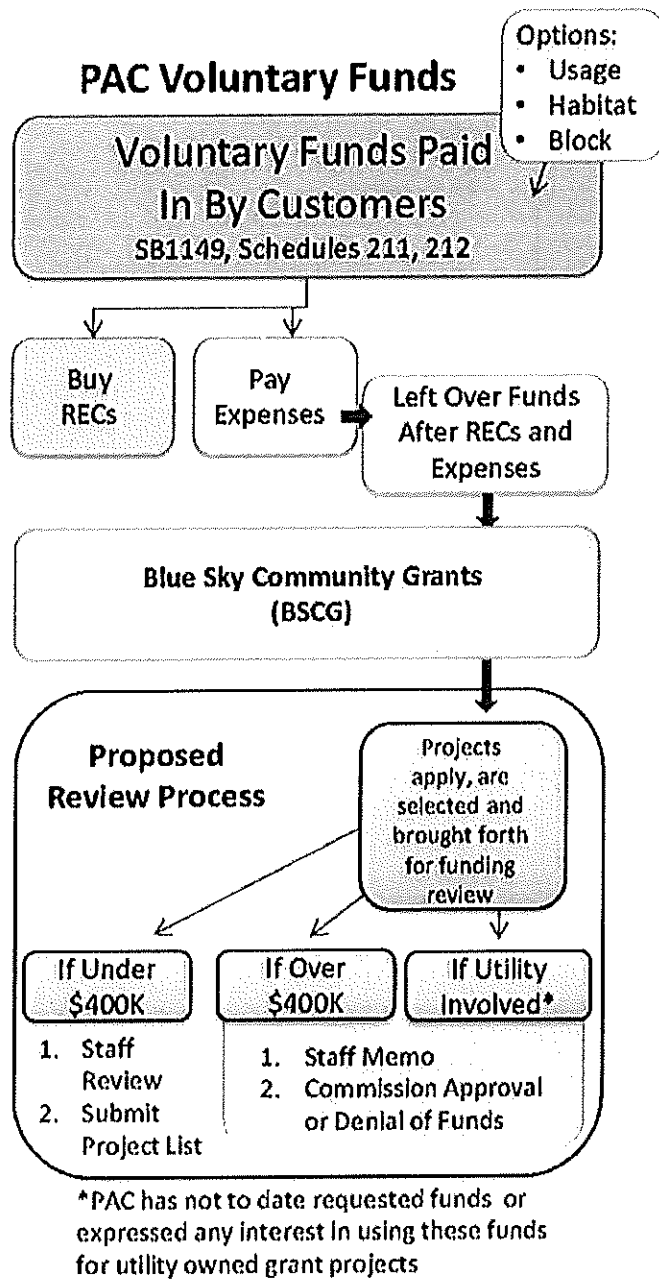 Options:
• Usage
• Habitat
• Block
PAC Voluntary Funds
Voluntary Funds Paid
In By Customers
SB1149, Schedules 211, 212
Buy
RECs
Pay
Expenses
Left Over Funds
After RECs and
Expenses
Blue Sky Community Grants
(BSCG)
Proposed
Review Process
Projects
apply, are
selected and
brought forth
for funding
review
If Under
$400K
1. Staff
Review
2. Submit
Project List
If Over
$400K
If Utility
Involved*
1. Staff Memo
2. Commission Approval
or Denial of Funds
*PAC has not to date requested funds or
expressed any interest in using these funds
for utility owned grant projects